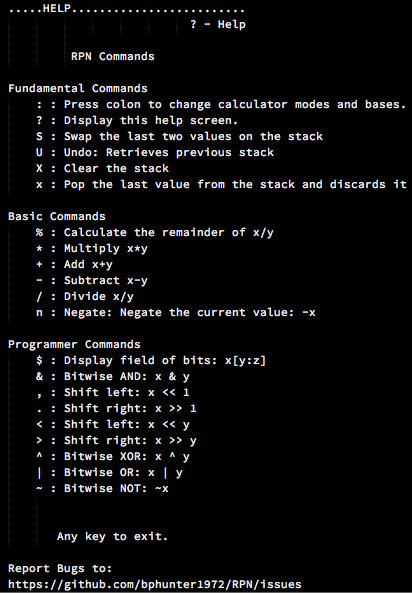 .....HELP.........................
? - Help
RPN Commands
Fundamental Commands
: : Press colon to change calculator modes and bases.
? : Display this help screen.
S : Swap the last two values on the stack
U : Undo: Retrieves previous stack
X : Clear the stack
x : Pop the last value from the stack and discards it
Basic Commands
% : Calculate the remainder of x/y
* : Multiply x*y
+ : Add x+y
- : Subtract x-y
/ : Divide x/y
n : Negate: Negate the current value: -x
Programmer Commands
$ : Display field of bits: x[y:z]
& : Bitwise AND: x & y
, : Shift left: x << 1
. : Shift right: x >> 1
< : Shift left: x << y
> : Shift right: x >> y
^ : Bitwise XOR: x ^ y
| : Bitwise OR: x | y
~ : Bitwise NOT: ~x
Any key to exit.
Report Bugs to:
https://github.com/bphunter1972/RPN/issues